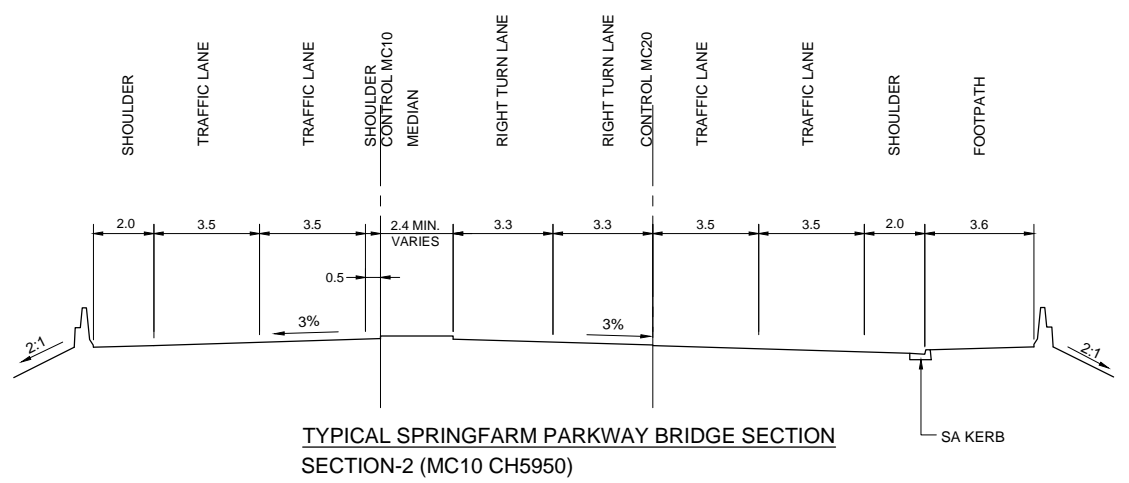 SHOULDER
TRAFFIC LANE
TRAFFIC LANE
SHOULDER
CONTROL MC10
MEDIAN
RIGHT TURN LANE
RIGHT TURN LANE
CONTROL MC20
TRAFFIC LANE
TRAFFIC LANE
SHOULDER
FOOTPATH
2.0
3.5
3.5
2.4 MIN.
VARIES
3.3
3.3
3.5
3.5
2.0
3.6
0.5
3%
3%
2:1
2:1
SA KERB
TYPICAL SPRINGFARM PARKWAY BRIDGE SECTION
SECTION-2 (MC10 CH5950)